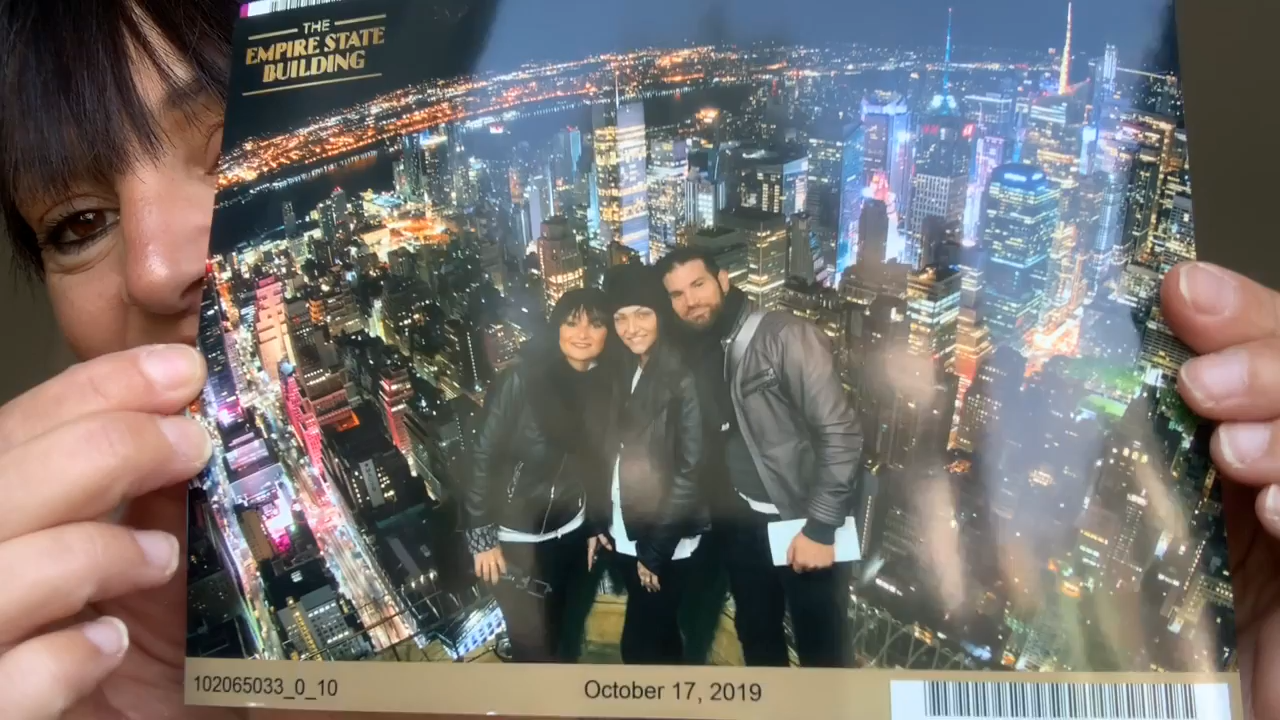 THE
EMPIRE STATE
BUILDING
102065033_0_10
October 17, 2019